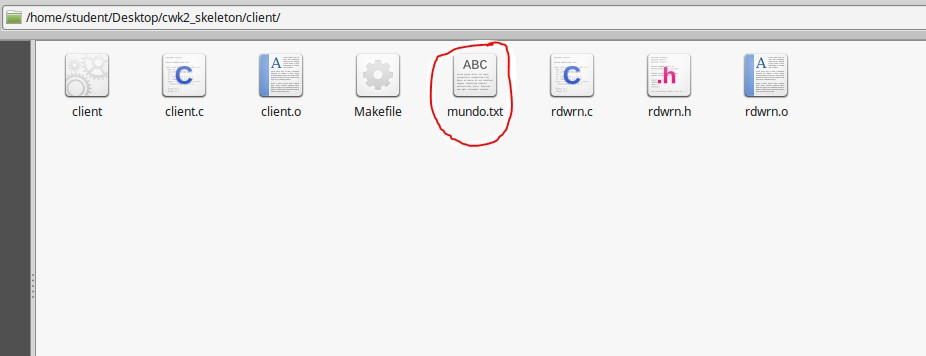 /home/student/Desktop/cwk2_skeleton/client/
client
client.c
client.o
Makefile
mundo.txt
rdwrn.c
rdwrn.h
rdwrn.o
C
A
ABC
C
.h
A